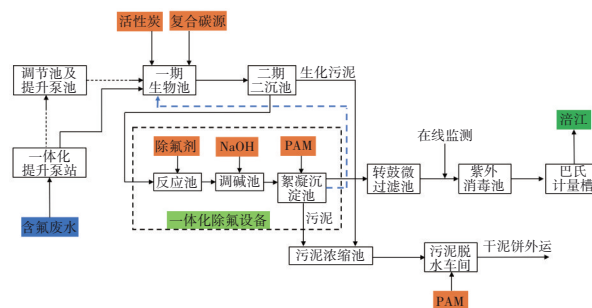 活性炭
复合碳源
调节池及
提升泵池
一期
生物池
二期
二沉池
生化污泥
除氟剂
NaOH
PAM
在线监测
涪江
一体化
提升泵站
反应池
调碱池
絮凝沉
淀池
转鼓微
过滤池
紫外
消毒池
巴氏
计量槽
含氟废水
一体化除氟设备
污泥
污泥浓缩池
污泥脱
水车间
干泥饼外运
PAM